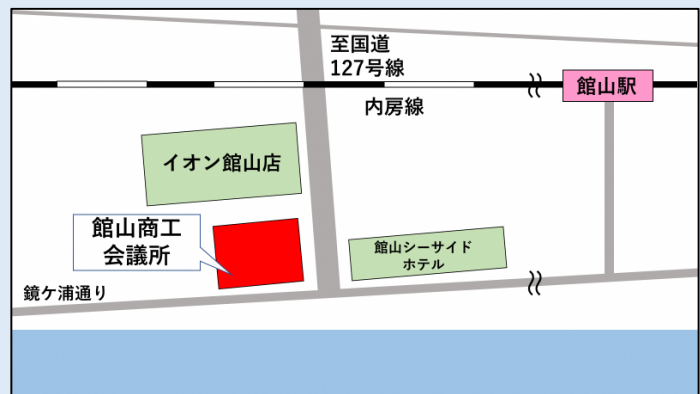 至国道
127号線
館山駅
内房線
イオン館山店
館山商工
会議所
館山シーサイド
ホテル
鏡ケ浦通り